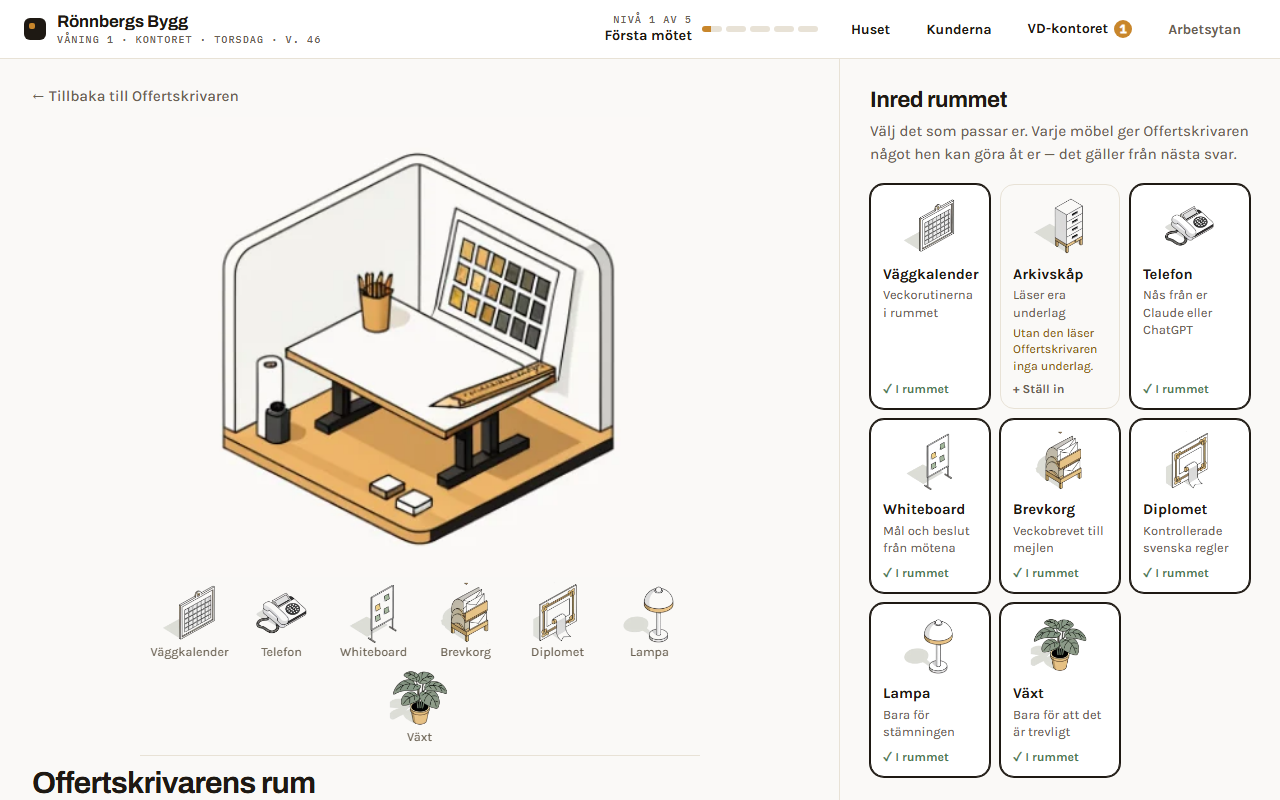 Rönnbergs Bygg
VÅNING 1 · KONTORET · TORSDAG · V. 46
NIVÅ 1 AV 5
Första mötet
Huset
Kunderna
VD-kontoret 1
Arbetsytan
← Tillbaka till Offertskrivaren
Väggkalender
Telefon
Whiteboard
Brevkorg
Diplomet
Lampa
Växt
Offertskrivarens rum
Inred rummet
Välj det som passar er. Varje möbel ger Offertskrivaren
något hen kan göra åt er — det gäller från nästa svar.
Väggkalender
Veckorutinerna
i rummet
✓ I rummet
Arkivskåp
Läser era
underlag
Utan den läser
Offertskrivaren
inga underlag.
+ Ställ in
Telefon
Nås från er
Claude eller
ChatGPT
✓ I rummet
Whiteboard
Mål och beslut
från mötena
✓ I rummet
Brevkorg
Veckobrevet till
mejlen
✓ I rummet
Diplomet
Kontrollerade
svenska regler
✓ I rummet
Lampa
Bara för
stämningen
✓ I rummet
Växt
Bara för att det
är trevligt
✓ I rummet